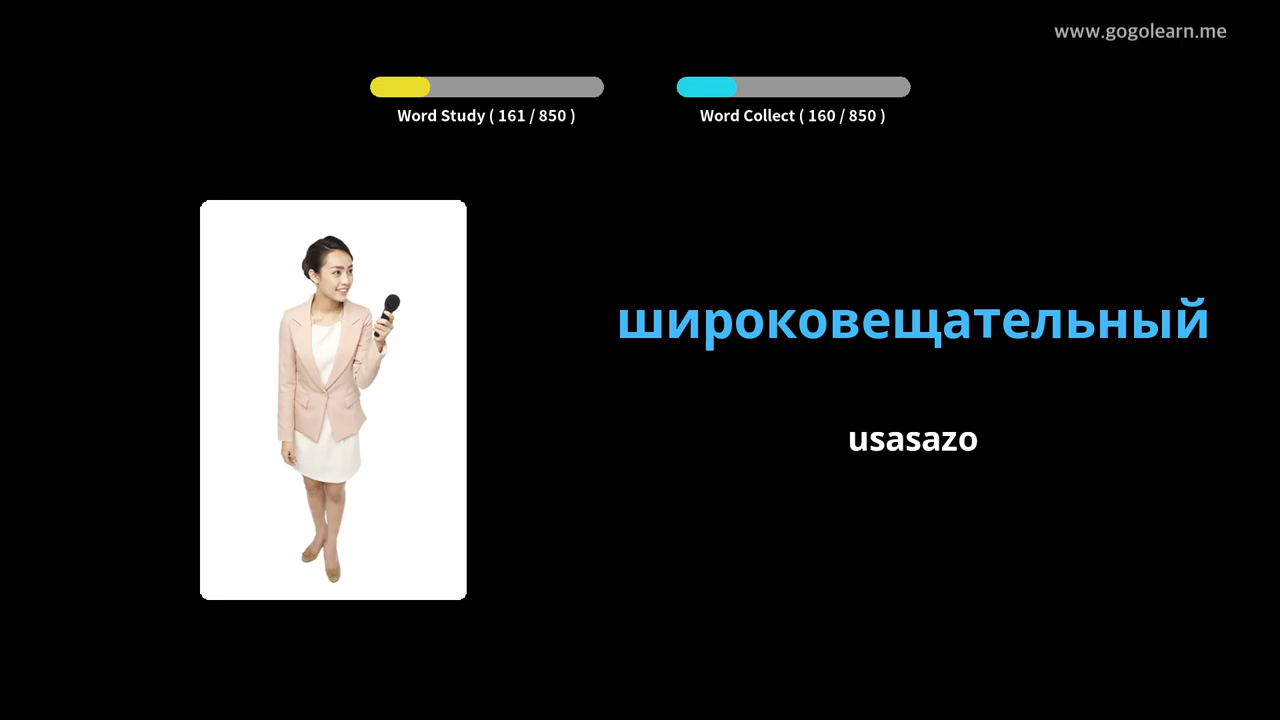 www.gogolearn.me
Word Study ( 161 / 850 )
Word Collect ( 160 / 850 )
широковещательный
usasazo